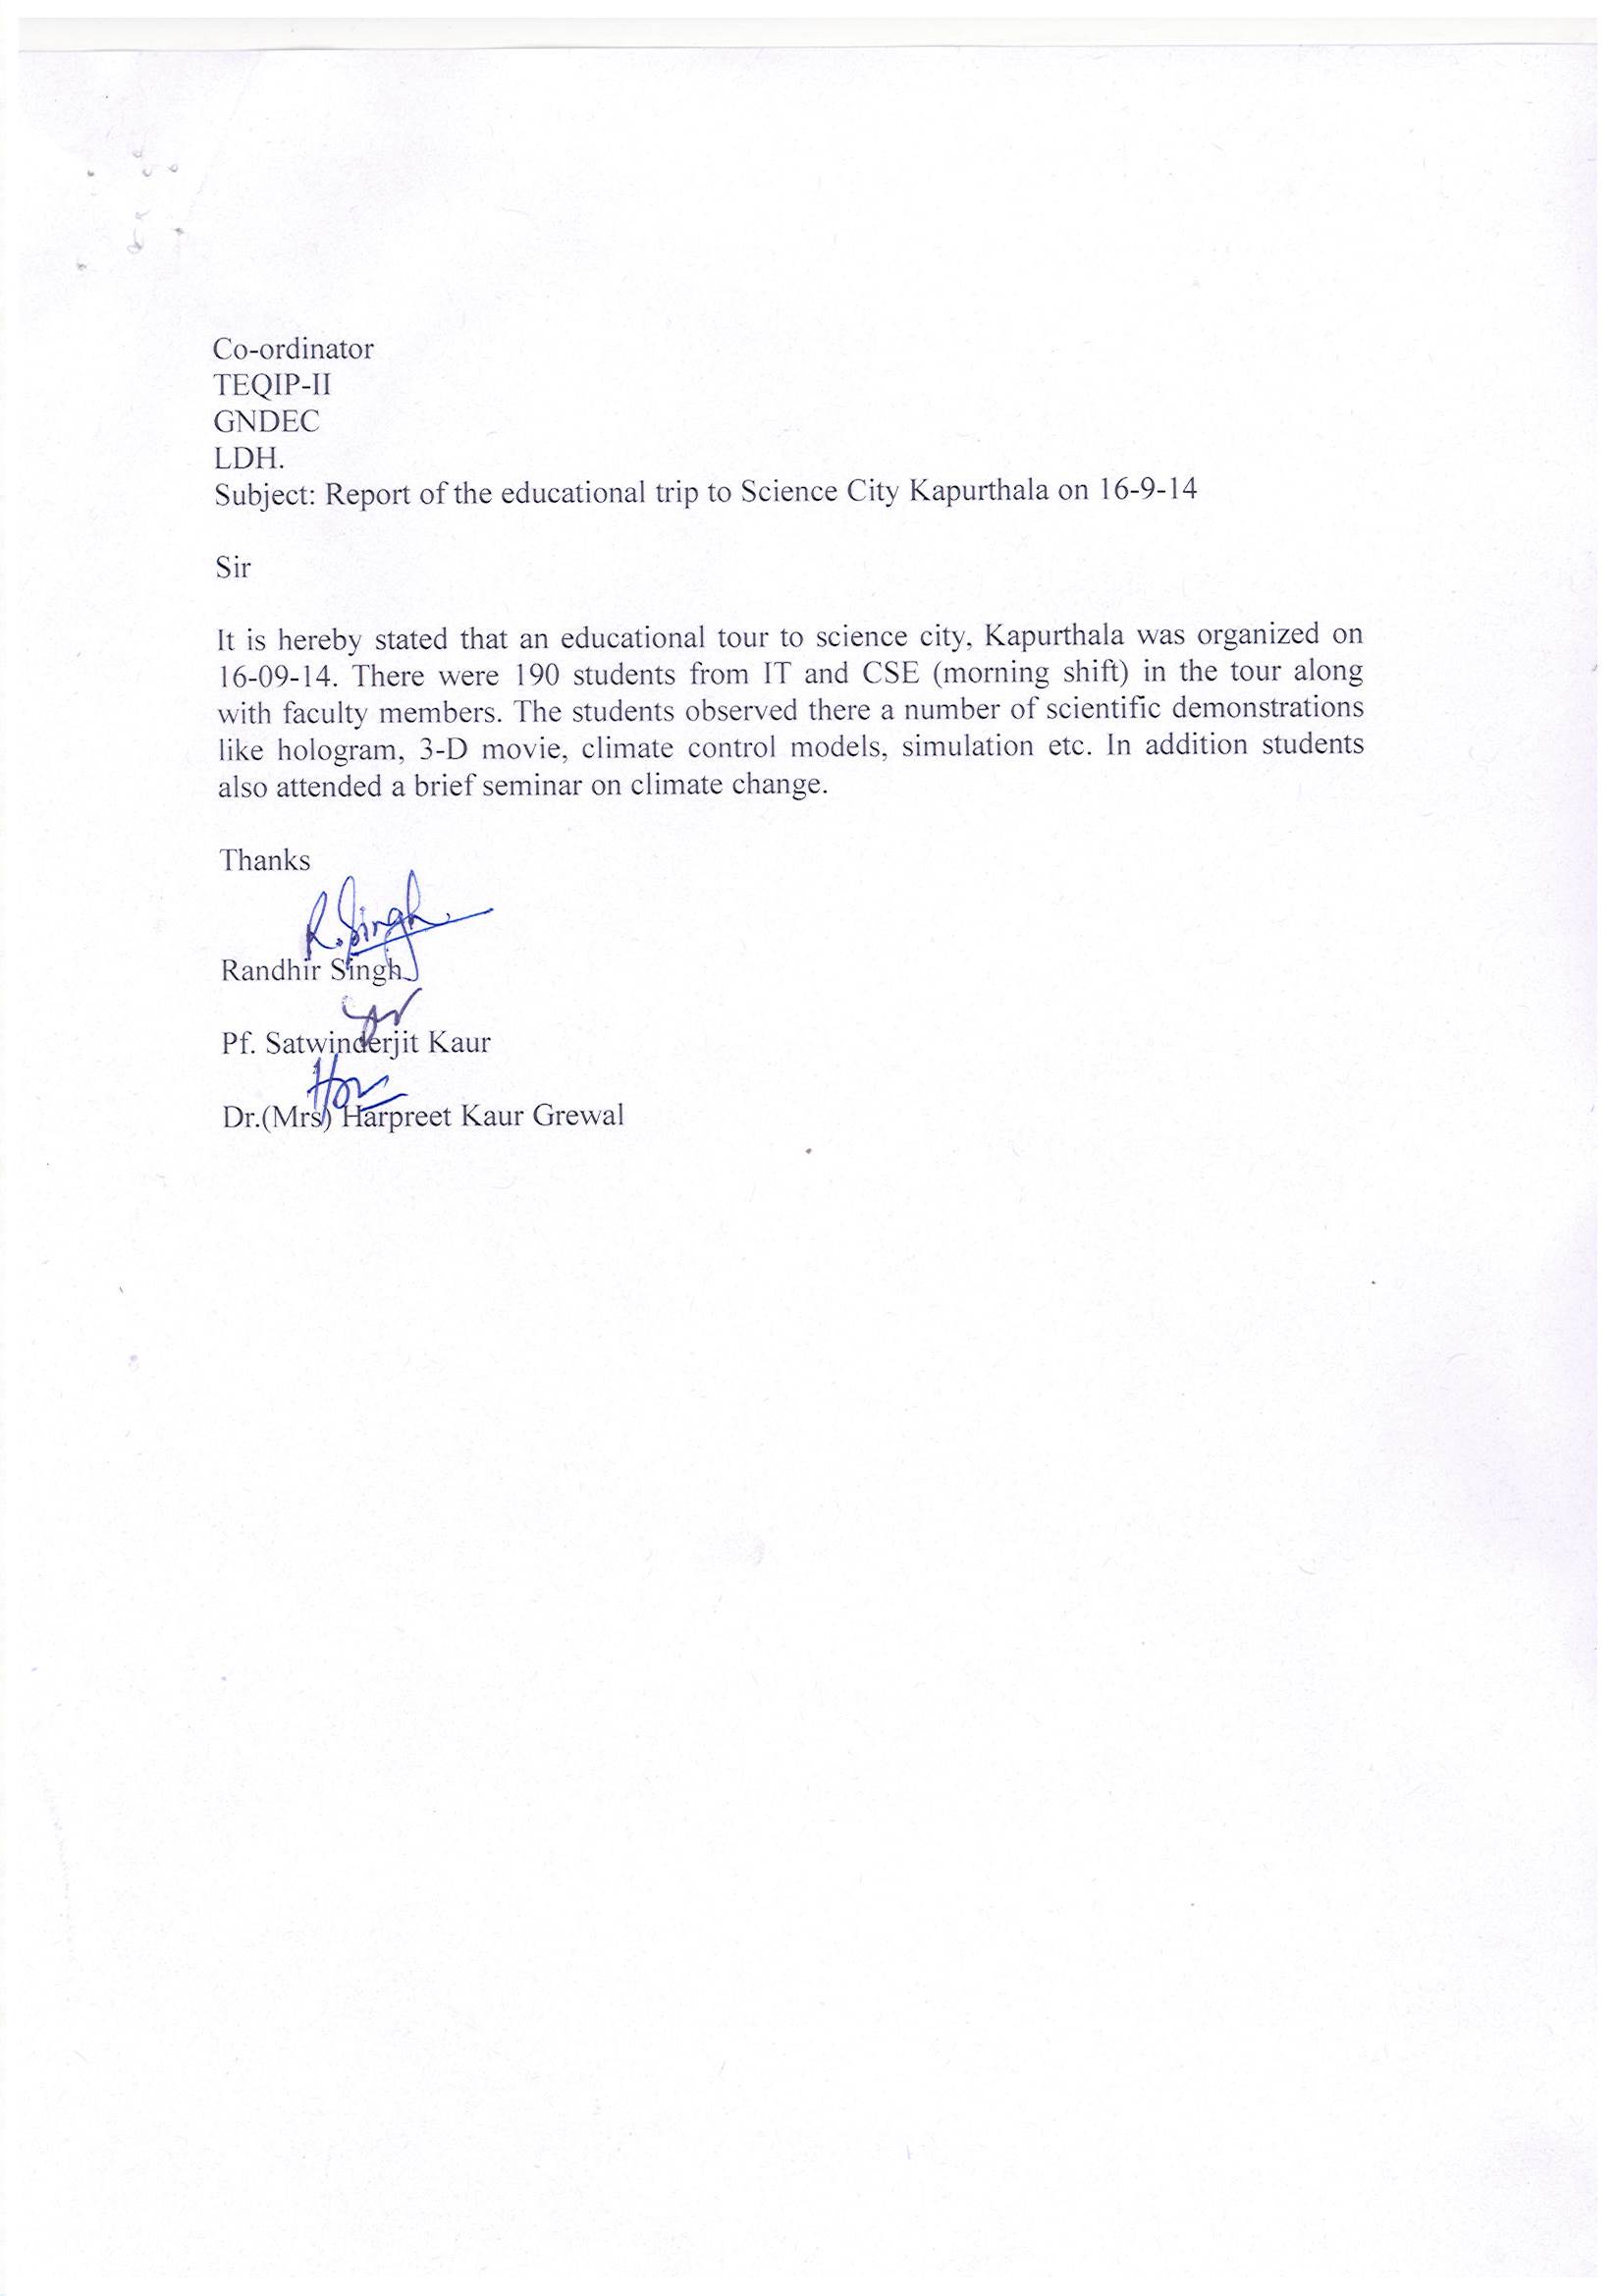 Co-ordinator
TEQIP-II
GNDEC
LDH.
Subject: Report of the educational trip to Science City Kapurthala on 16-9-14
Sir
It is hereby stated that an educational tour to science city, Kapurthala was organized on
16-09-14. There were 190 students from IT and CSE (morning shift) in the tour along
with faculty members. The students observed there a number of scientific demonstrations
like hologram, 3-D movie, climate control models, simulation etc. In addition students
also attended a brief seminar on climate change.
Thanks
R. Singh
Randhir Singh
Pf. Satwinderjit Kaur
Dr.(Mrs) Harpreet Kaur Grewal